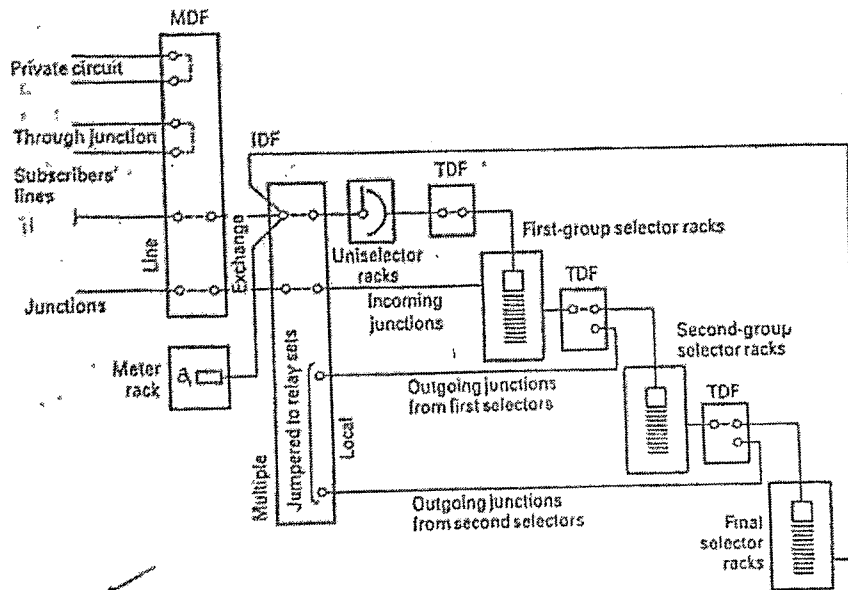 MDF
Private circuit
Through junction
Subscribers'
lines
Junctions
Line
Exchange
IDF
TDF
First-group selector racks
Uniselector
racks
Incoming
junctions
TDF
Second-group
selector racks
Meter
rack
Jumpered to relay sets
Multiple
Local
Outgoing junctions
from first selectors
TDF
Outgoing junctions
from second selectors
Final
selector
racks